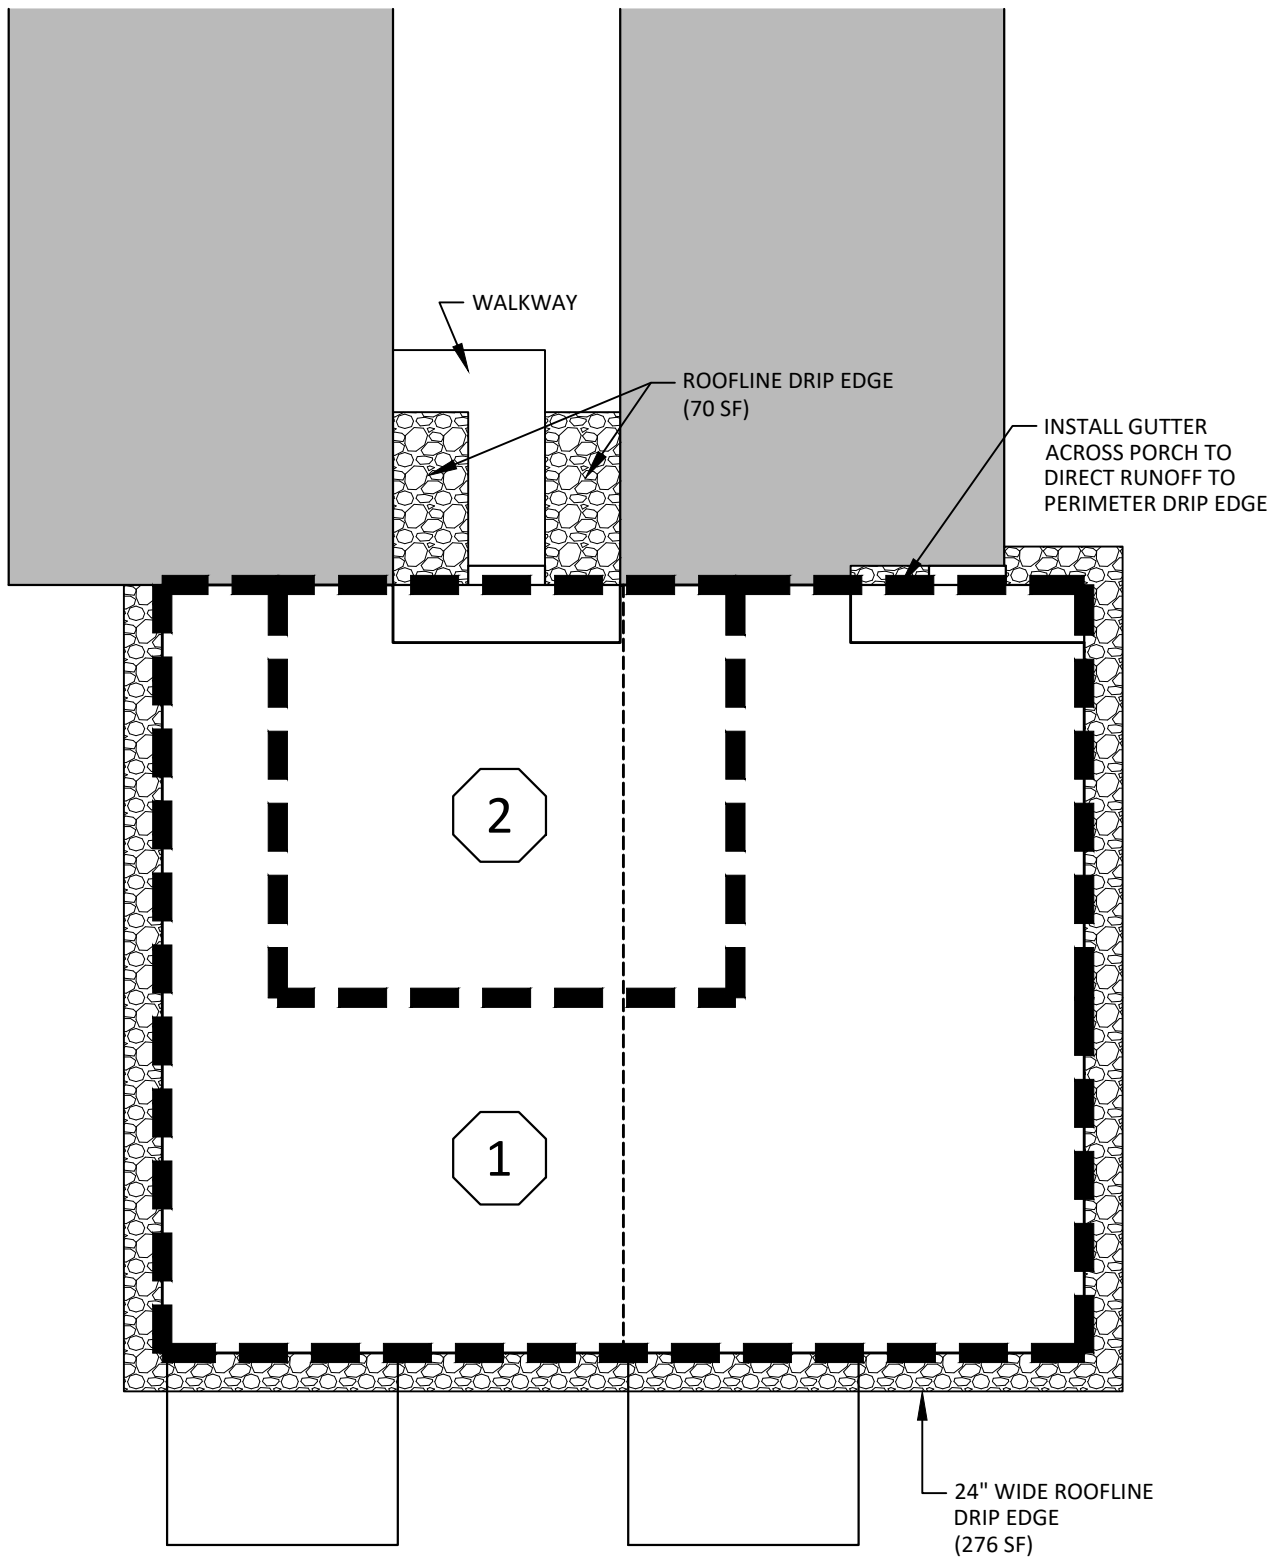 WALKWAY
ROOFLINE DRIP EDGE
(70 SF)
INSTALL GUTTER
ACROSS PORCH TO
DIRECT RUNOFF TO
PERIMETER DRIP EDGE
2
1
24" WIDE ROOFLINE
DRIP EDGE
(276 SF)